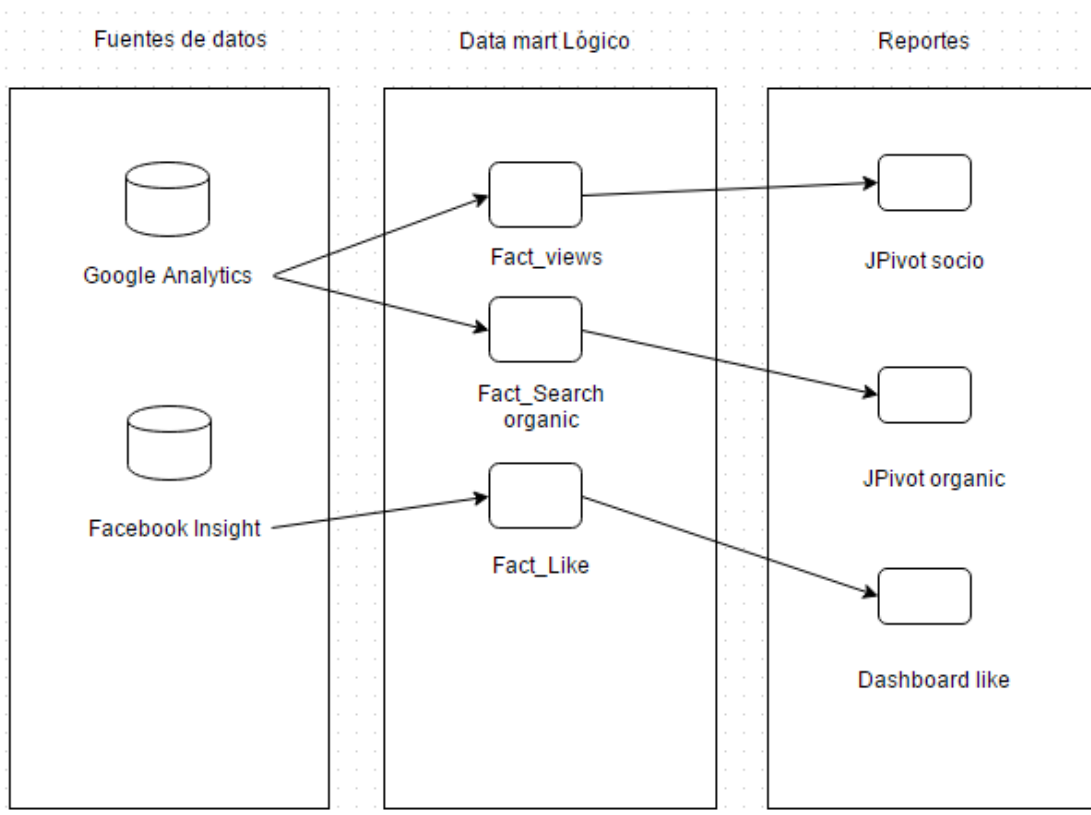 Fuentes de datos
Data mart Lógico
Reportes
Google Analytics
Facebook Insight
Fact_views
Fact_Search
organic
Fact_Like
JPivot socio
JPivot organic
Dashboard like